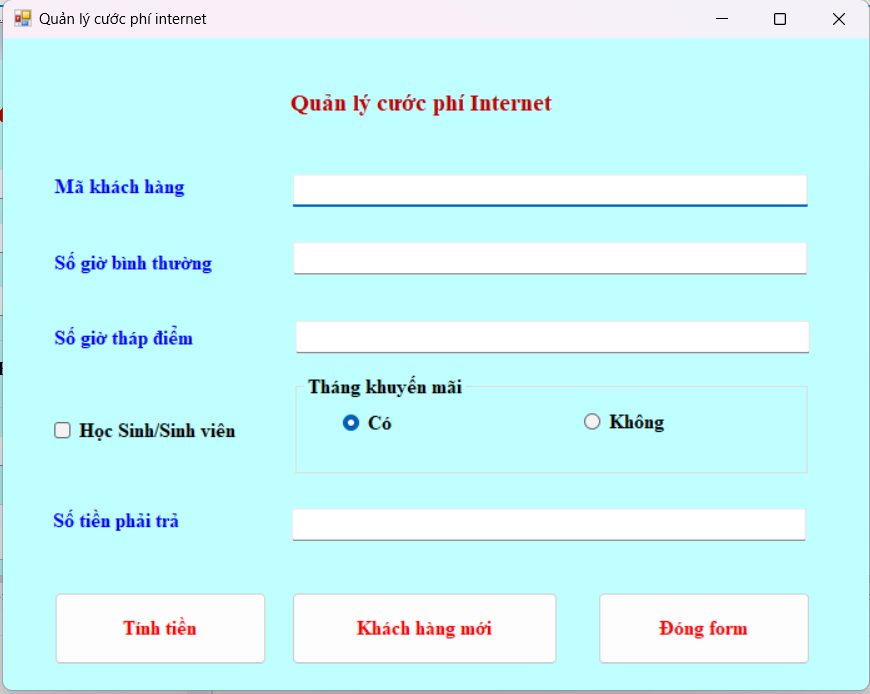 Quản lý cước phí internet
Quản lý cước phí Internet
Mã khách hàng
Số giờ bình thường
Số giờ tháp điểm
Tháng khuyến mãi
Học Sinh/Sinh viên
Có
Không
Số tiền phải trả
Tính tiền
Khách hàng mới
Đóng form